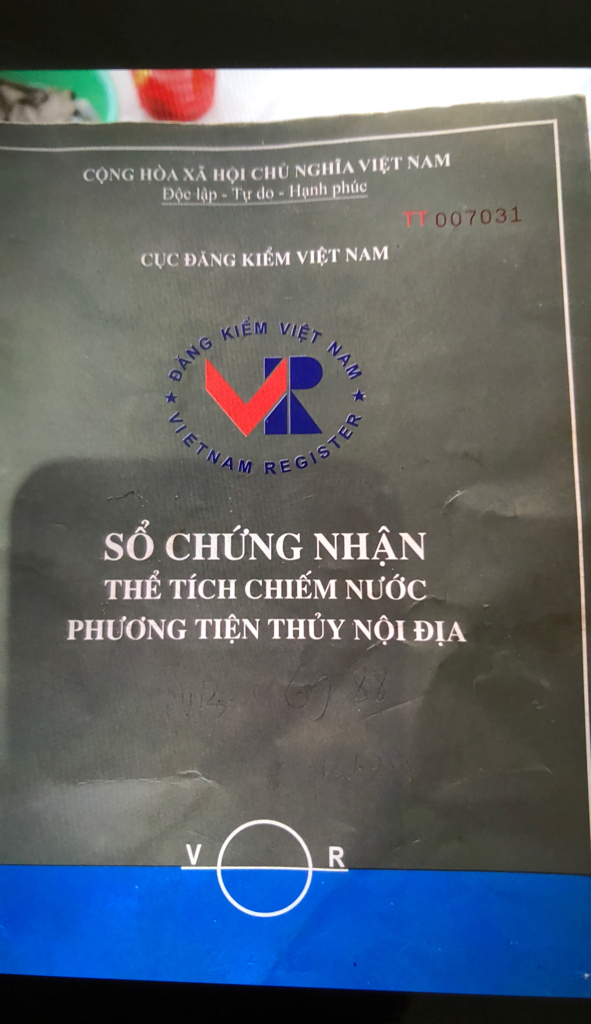 CỘNG HÒA XÃ HỘI CHỦ NGHĨA VIỆT NAM
Độc lập - Tự do - Hạnh phúc
TT 007031
CỤC ĐĂNG KIỂM VIỆT NAM
ĐĂNG KIỂM VIỆT NAM
VR
VIETNAM REGISTER
SỔ CHỨNG NHẬN
THỂ TÍCH CHIẾM NƯỚC
PHƯƠNG TIỆN THỦY NỘI ĐỊA
88
V R